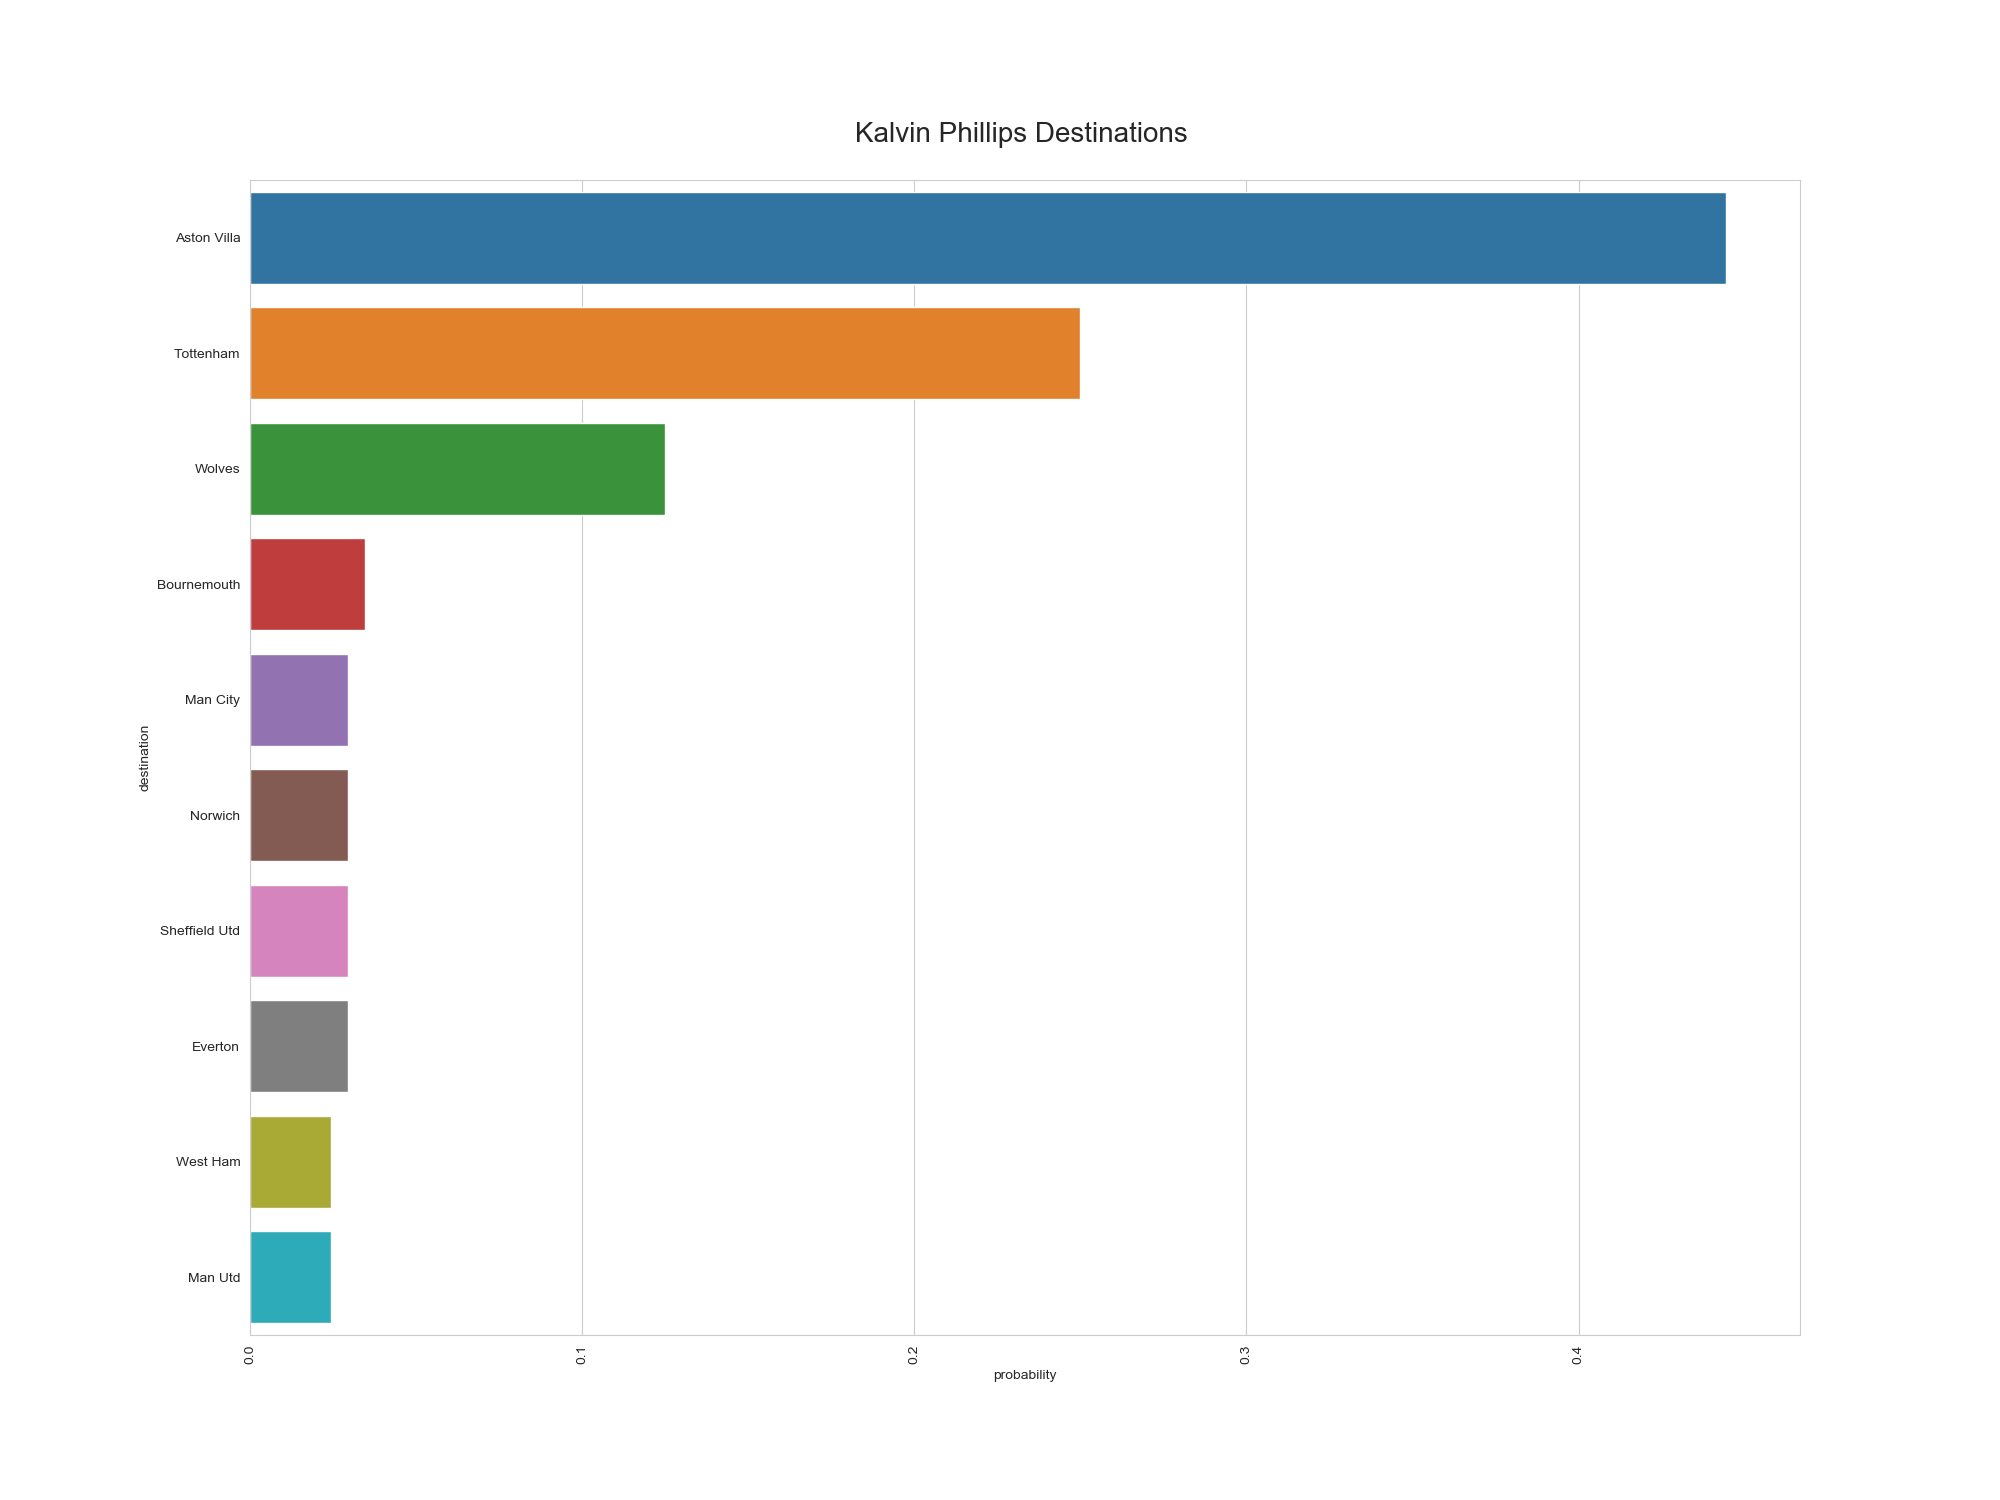 Kalvin Phillips Destinations
Aston Villa
Tottenham
Wolves
Bournemouth
Man City
destination
Norwich
Sheffield Utd
Everton
West Ham
Man Utd
0.0 0.1 0.2 0.3 0.4
probability